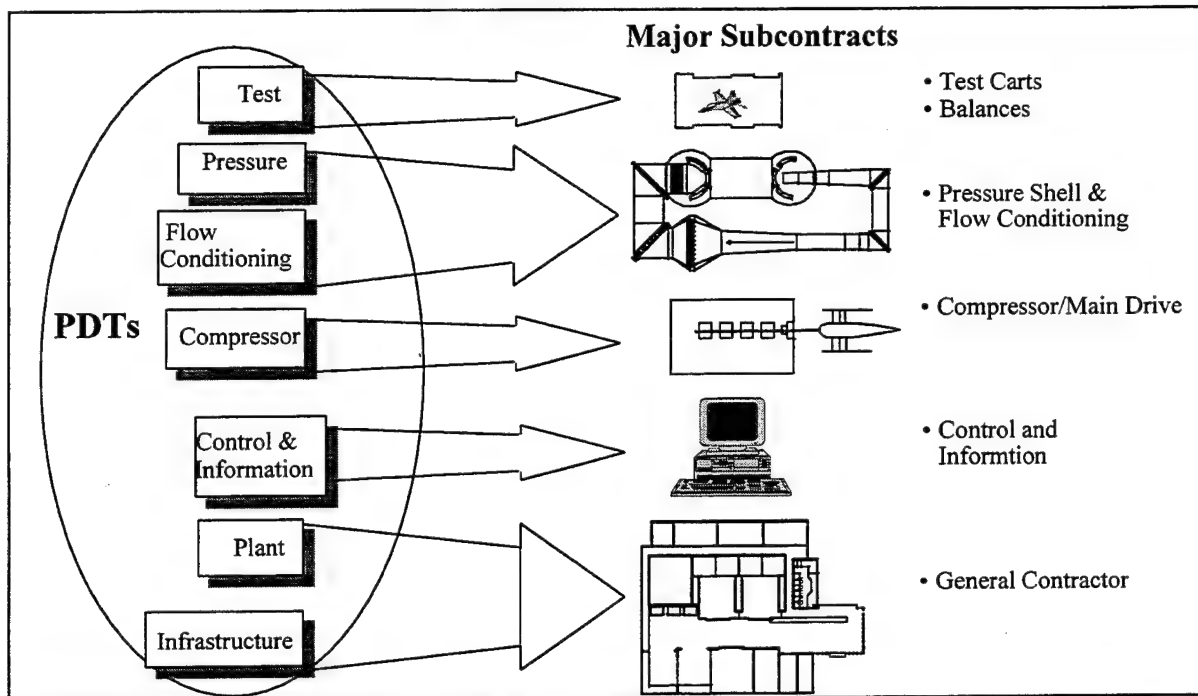 Major Subcontracts
PDTs
Test
Pressure
Flow
Conditioning
Compressor
Control &
Information
Plant
Infrastructure
• Test Carts
• Balances
• Pressure Shell &
Flow Conditioning
• Compressor/Main Drive
• Control and
Informtion
• General Contractor